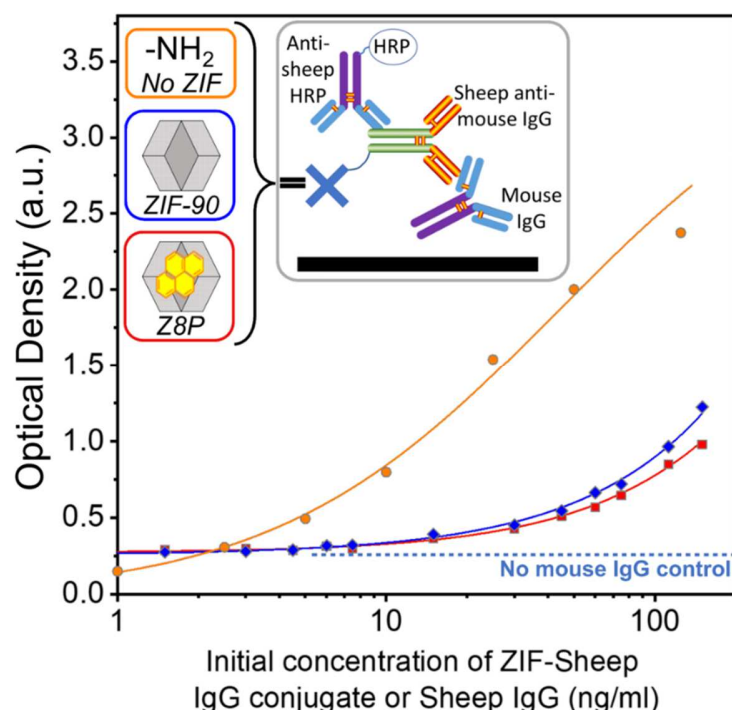 -NH2
No ZIF
ZIF-90
Z8P
Anti-
sheep
HRP
HRP
Sheep anti-
mouse IgG
Mouse
IgG
Optical Density (a.u.)
3.5
3.0
2.5
2.0
1.5
1.0
0.5
0.0
No mouse IgG control
1
10
100
Initial concentration of ZIF-Sheep
IgG conjugate or Sheep IgG (ng/ml)